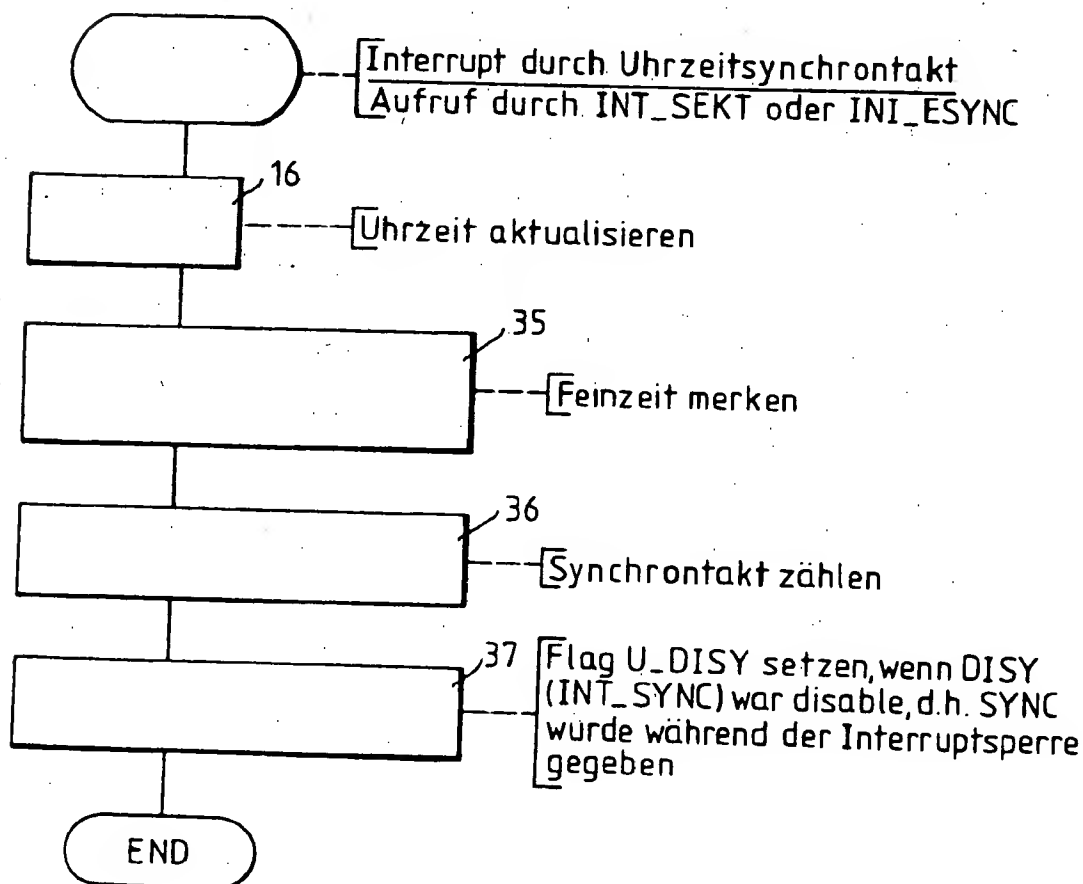 Interrupt durch Uhrzeitsynchrontakt
Aufruf durch INT_SEKT oder INI_ESYNC
16
Uhrzeit aktualisieren
35
Feinzeit merken
36
Synchrontakt zählen
37
Flag U_DISY setzen, wenn DISY
(INT_SYNC) war disable, d.h. SYNC
wurde während der Interruptsperre
gegeben
END